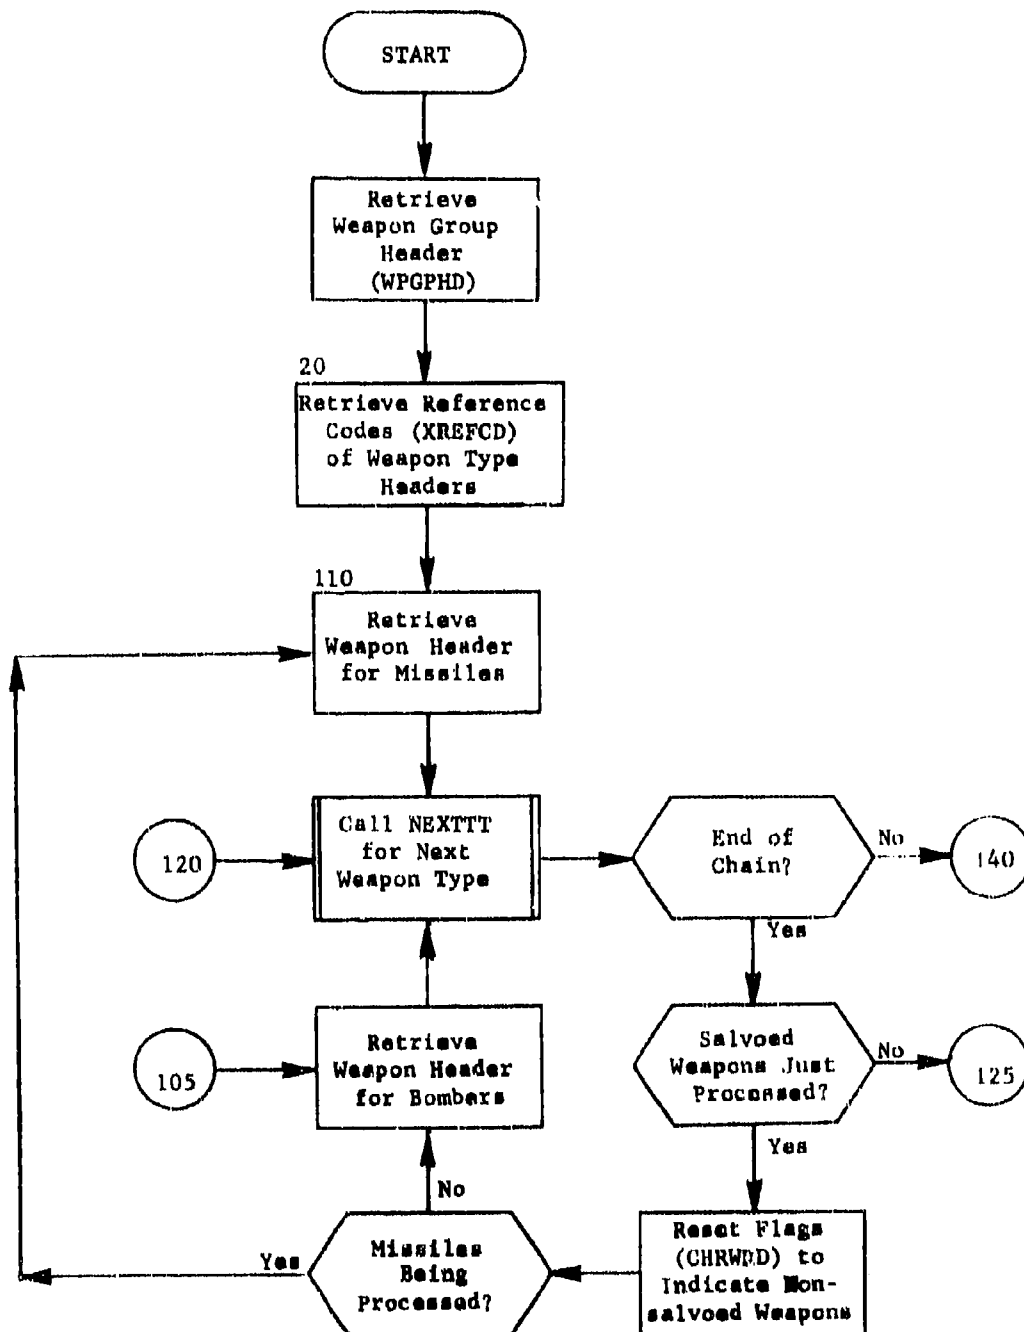 START
Retrieve
Weapon Group
Header
(WPGPHD)
20
Retrieve Reference
Codes (XREFCD)
of Weapon Type
Headers
110
Retrieve
Weapon Header
for Missiles
120
Call NEXTTT
for Next
Weapon Type
End of
Chain?
No
140
Yes
105
Retrieve
Weapon Header
for Bombers
Salvoed
Weapons Just
Processed?
No
125
Yes
No
Yes
Missiles
Being
Processed?
Reset Flags
(CHRWRD) to
Indicate Non-
salvoed Weapons